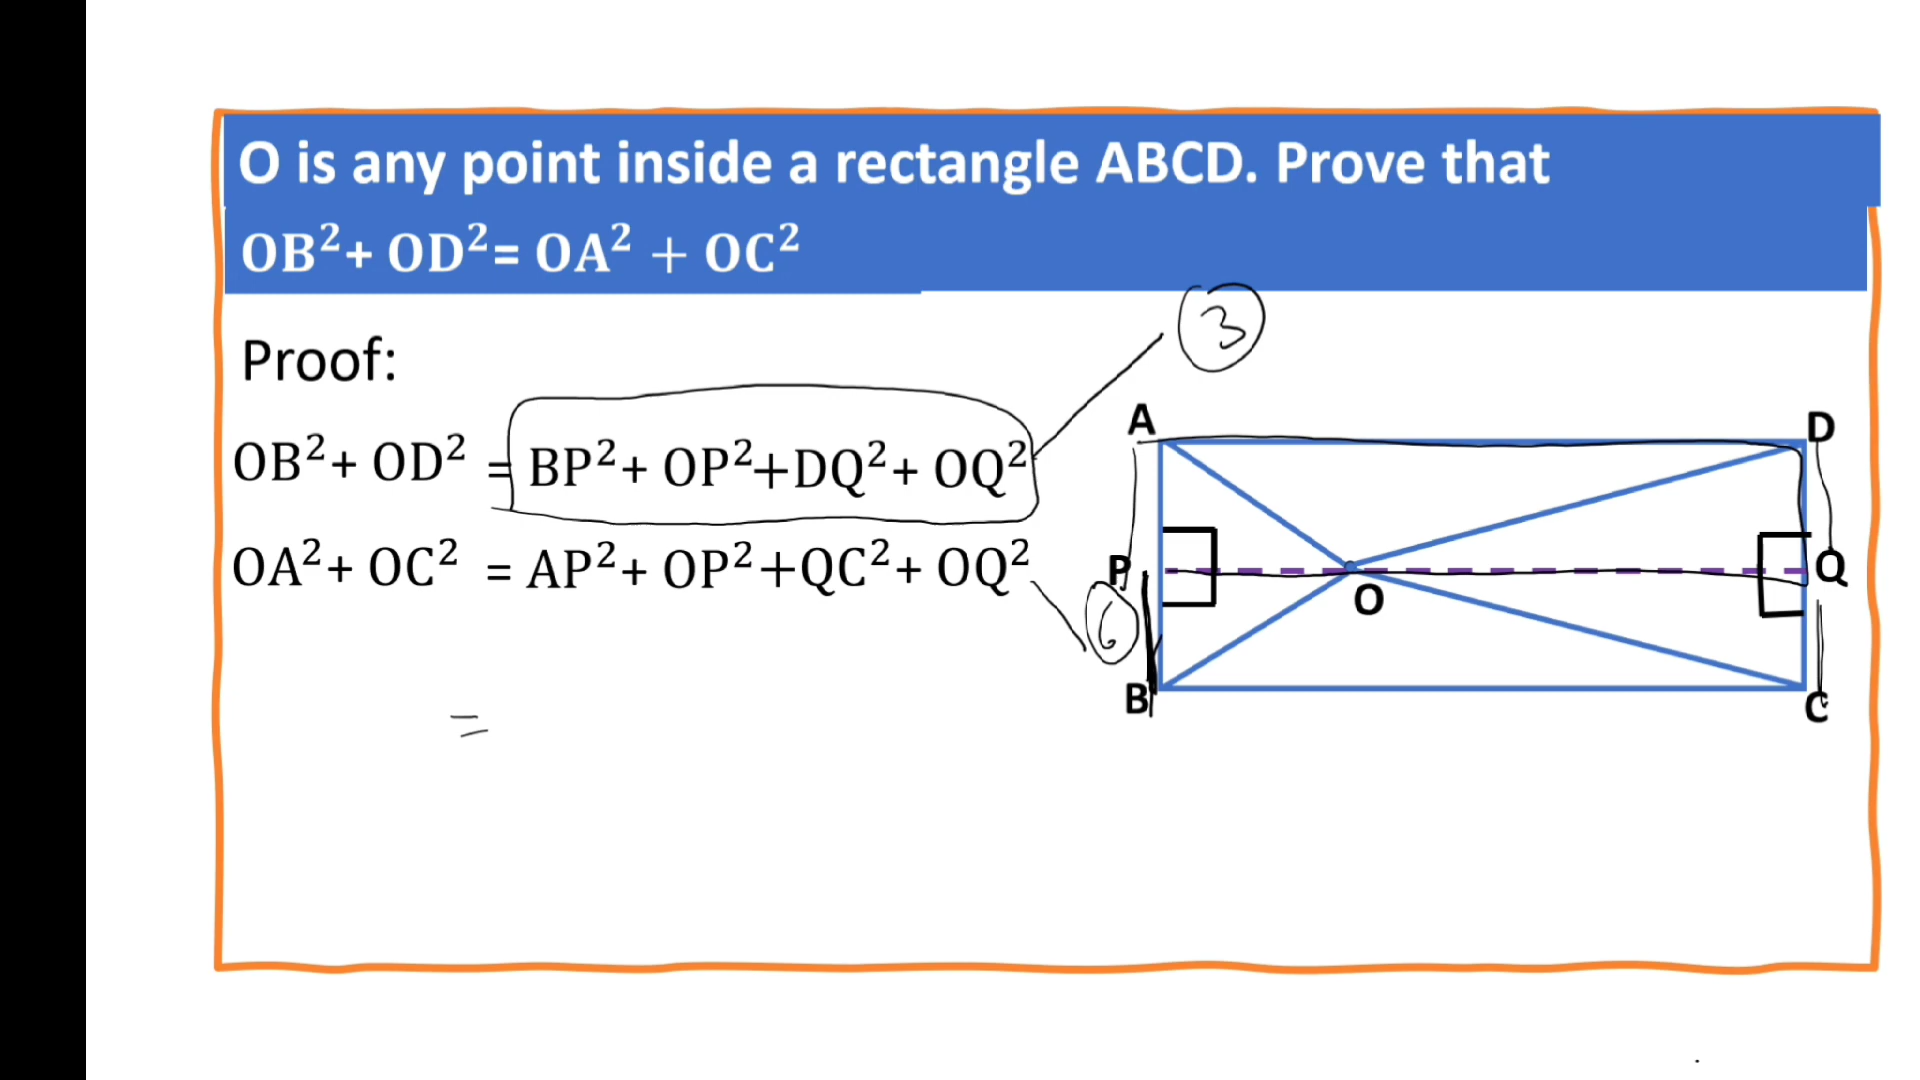 O is any point inside a rectangle ABCD. Prove that
OB²+ OD²= OA² + OC²
Proof:
3
OB²+ OD² = BP²+ OP²+DQ²+ OQ²
OA²+ OC² = AP²+ OP²+QC²+ OQ²
=
A
D
P
Q
O
6
B
C